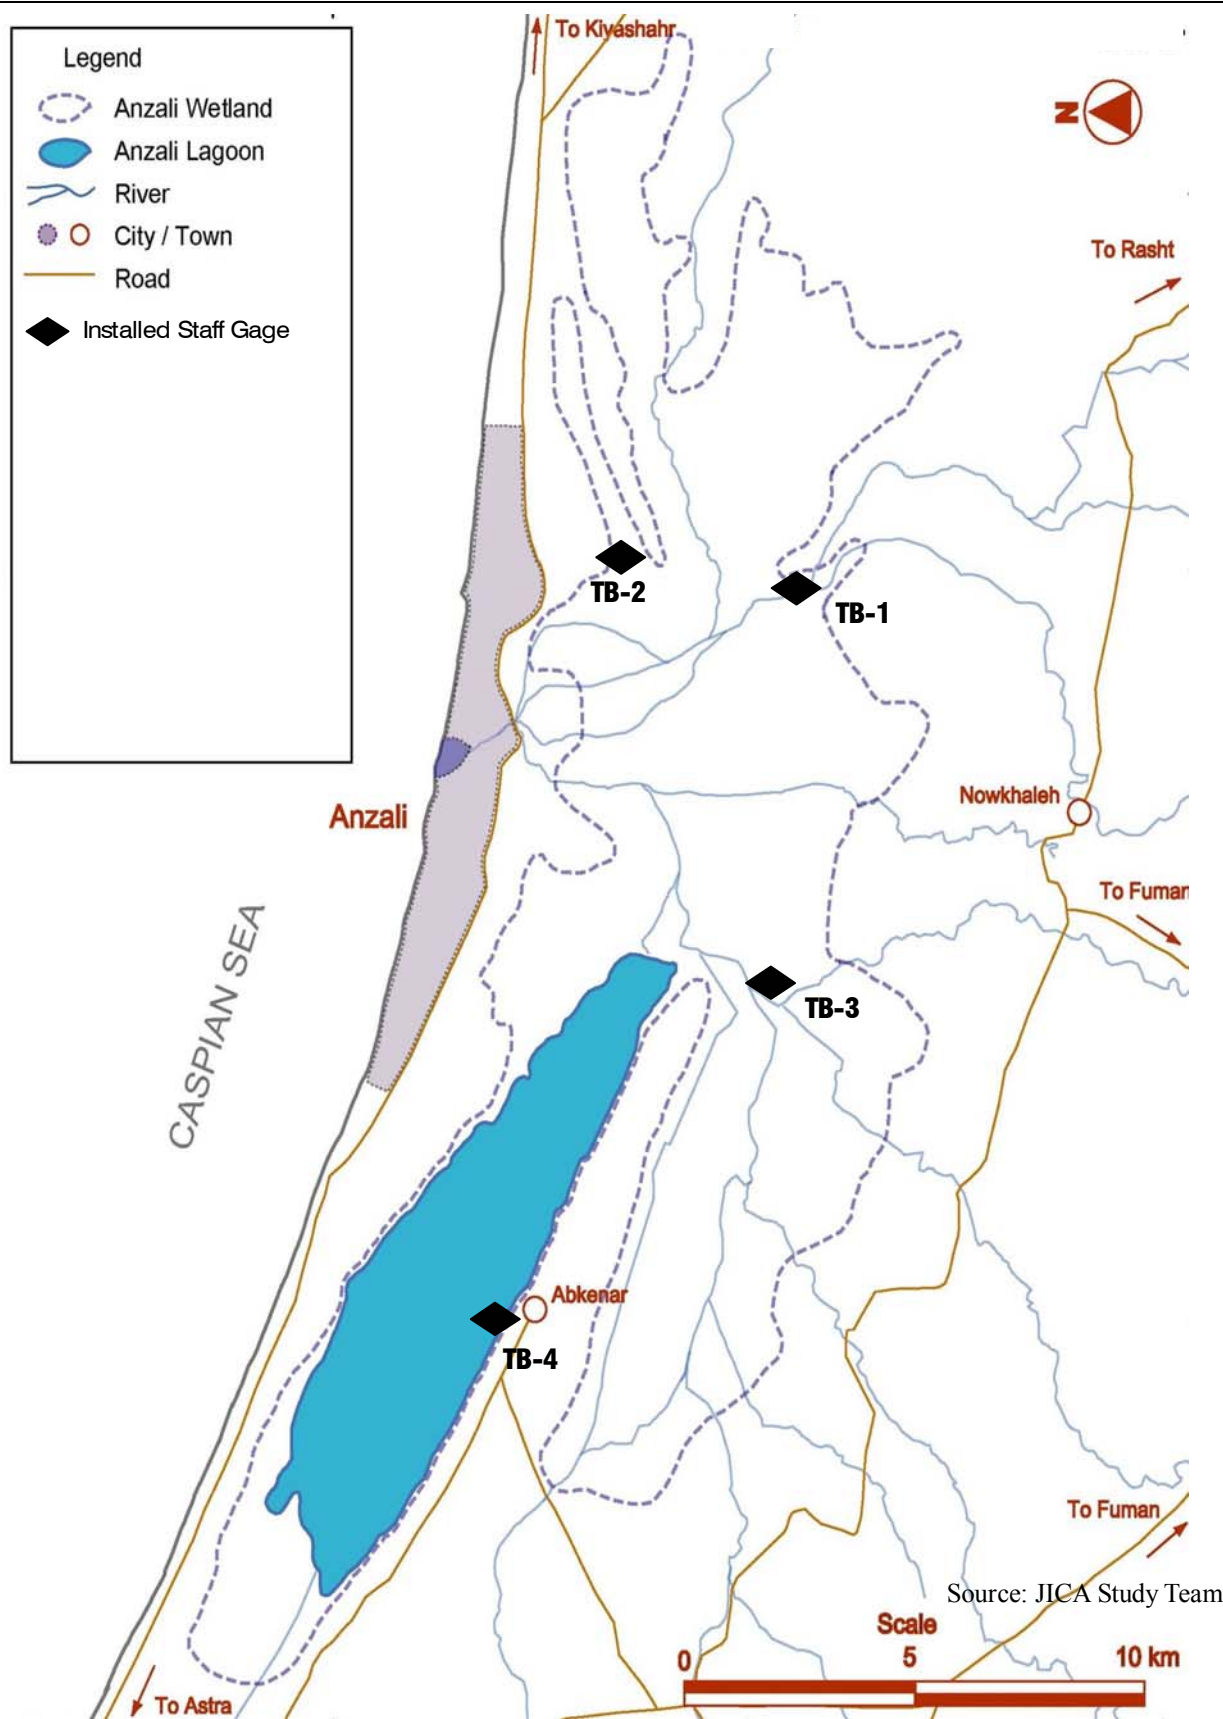 Legend
Anzali Wetland
Anzali Lagoon
River
City / Town
Road
Installed Staff Gage
To Kiyashahr
N
To Rasht
TB-2
TB-1
Nowkhaleh
Anzali
To Fuman
CASPIAN SEA
TB-3
Abkenar
TB-4
To Fuman
Source: JICA Study Team
Scale
0 5 10 km
To Astra